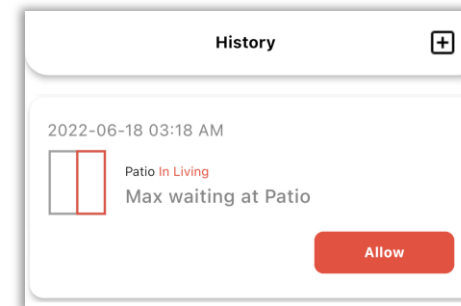 History
2022-06-18 03:18 AM
Patio In Living
Max waiting at Patio
Allow